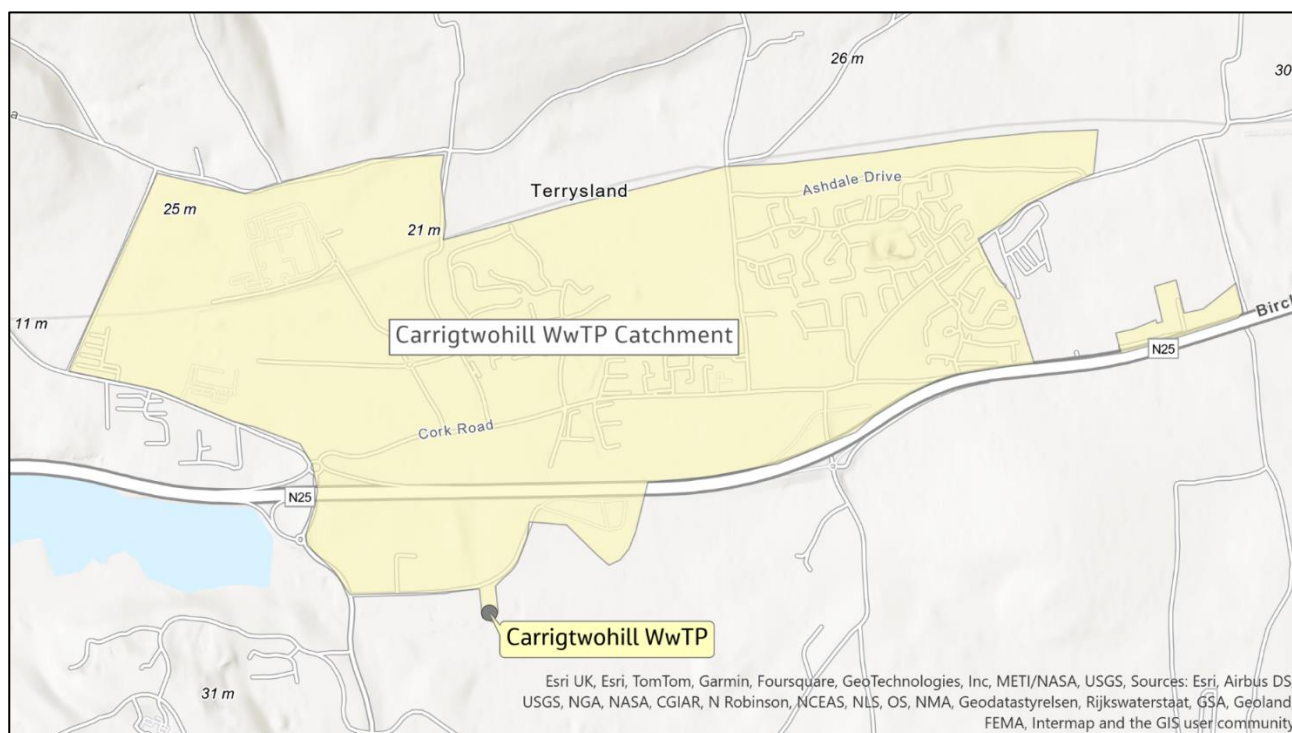 26 m
30
a
Terrysland
Ashdale Drive
25 m
21 m
11 m
Carrigtwohill WwTP Catchment
Birch
N25
Cork Road
N25
Carrigtwohill WwTP
31 m
Esri UK, Esri, TomTom, Garmin, Foursquare, GeoTechnologies, Inc, METI/NASA, USGS, Sources: Esri, Airbus DS,
USGS, NGA, NASA, CGIAR, N Robinson, NCEAS, NLS, OS, NMA, Geodatastyrelsen, Rijkswaterstaat, GSA, Geoland,
FEMA, Intermap and the GIS user community